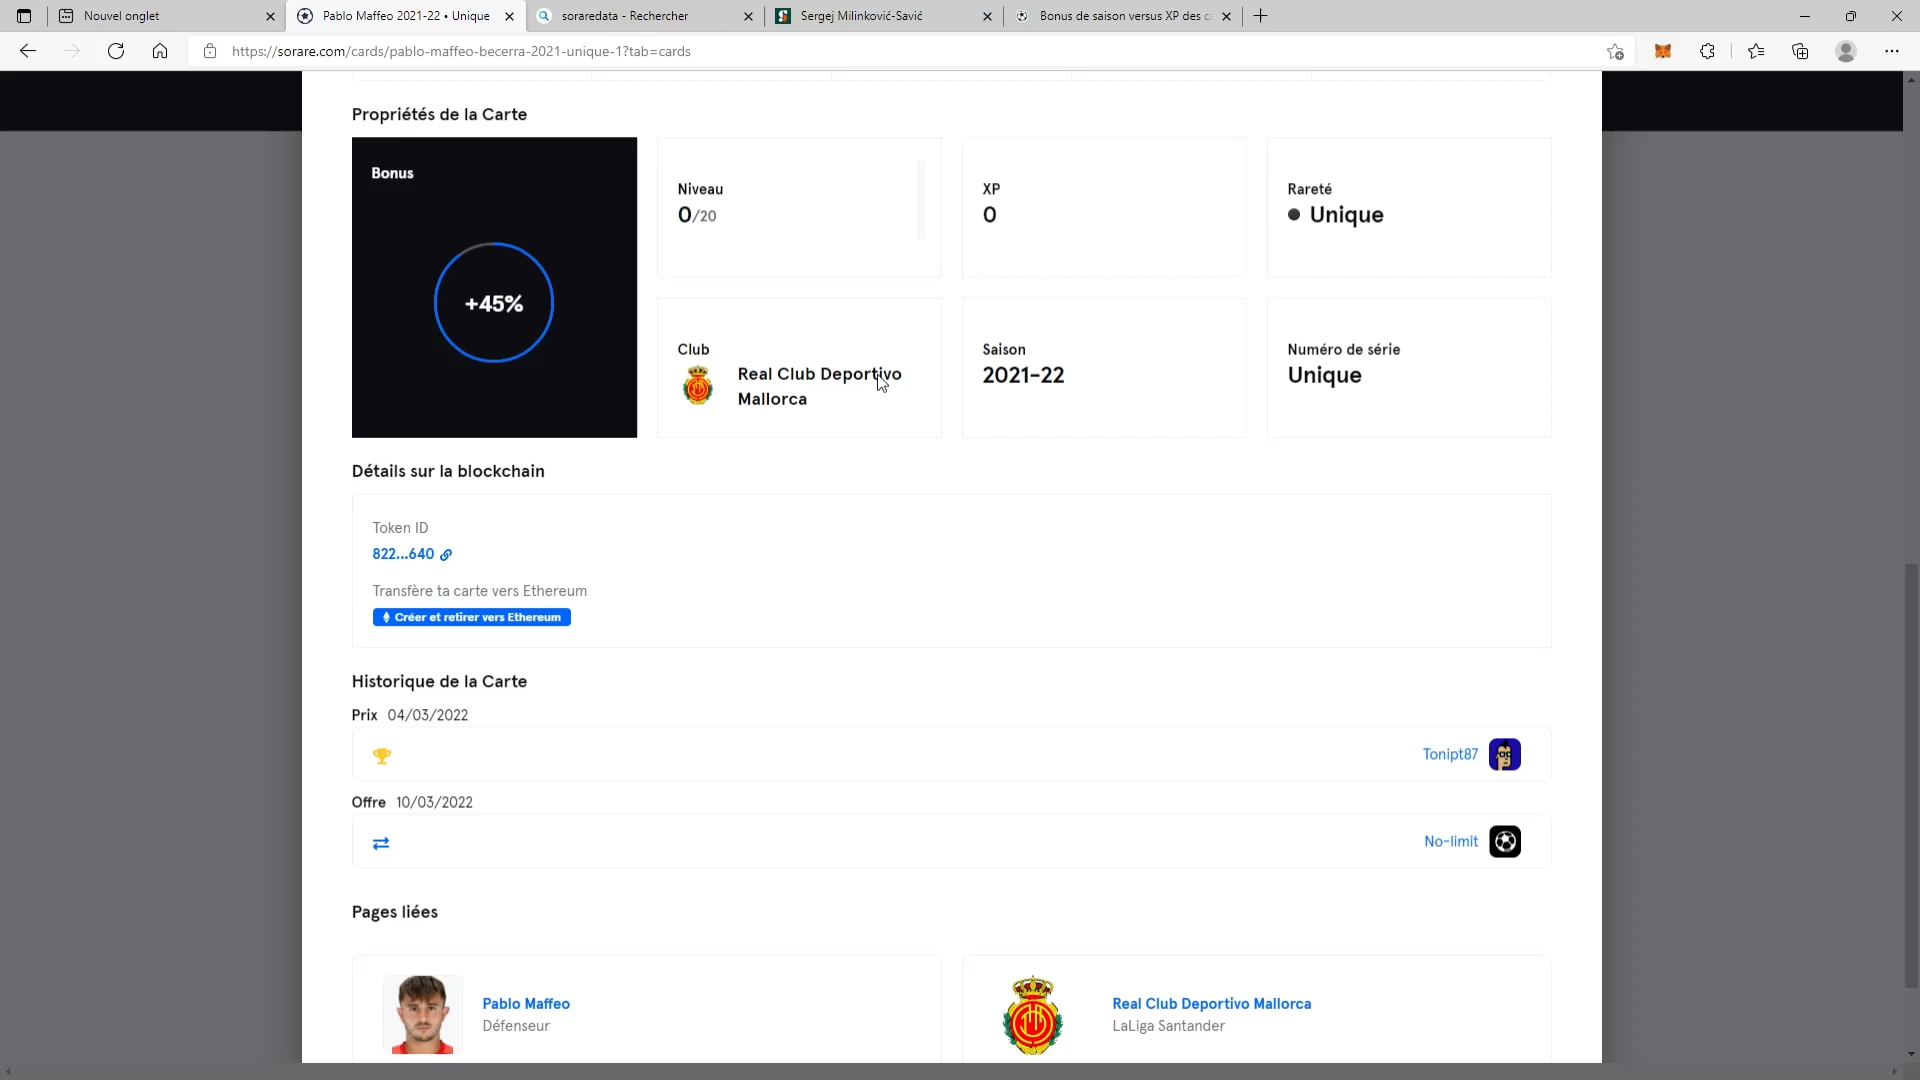 Nouvel onglet
Pablo Maffeo 2021-22 • Unique
soraredata - Rechercher
Sergej Milinković-Savić
Bonus de saison versus XP des c
https://sorare.com/cards/pablo-maffeo-becerra-2021-unique-1?tab=cards
Propriétés de la Carte
Bonus
+45%
Niveau
0/20
XP
0
Rareté
Unique
Club
Real Club Deportivo
Mallorca
Saison
2021-22
Numéro de série
Unique
Détails sur la blockchain
Token ID
822...640
Transfère ta carte vers Ethereum
Créer et retirer vers Ethereum
Historique de la Carte
Prix 04/03/2022
Tonipt87
Offre 10/03/2022
No-limit
Pages liées
Pablo Maffeo
Défenseur
Real Club Deportivo Mallorca
LaLiga Santander